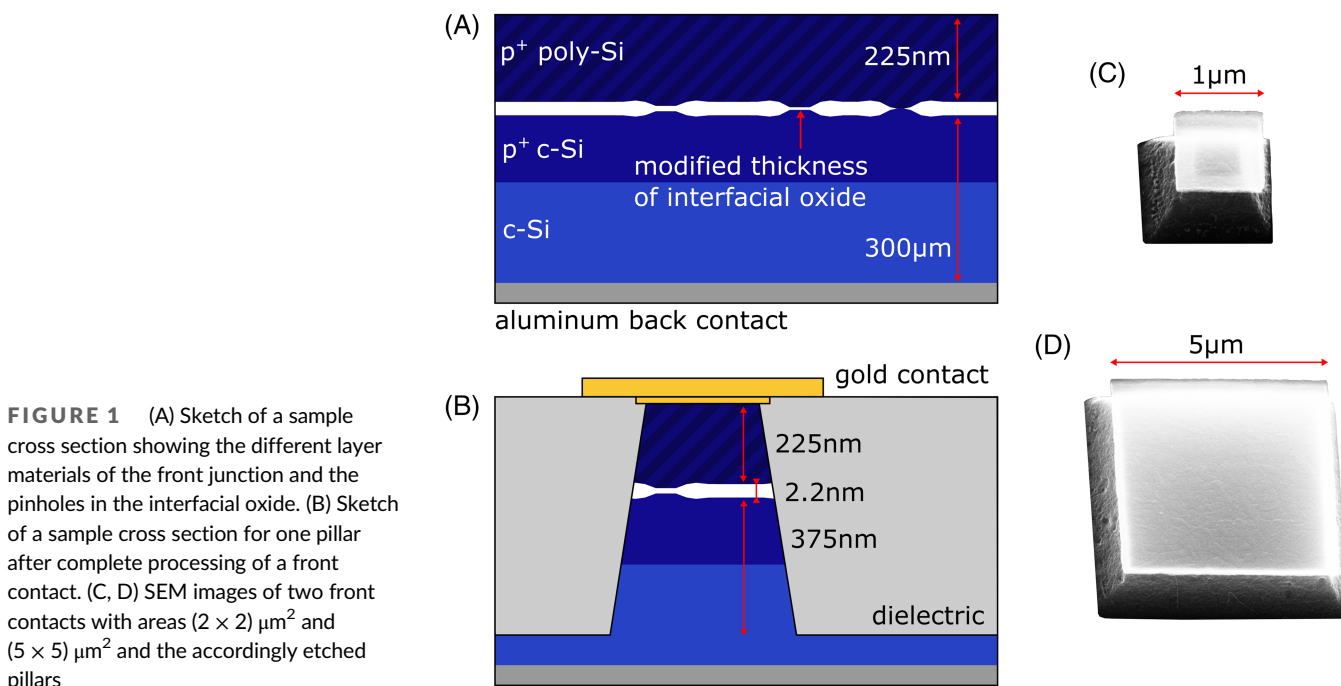 (A)
p⁺ poly-Si
225nm
p⁺ c-Si
modified thickness
of interfacial oxide
c-Si
300μm
aluminum back contact
(B)
gold contact
225nm
2.2nm
375nm
dielectric
(C)
1μm
(D)
5μm
FIGURE 1 (A) Sketch of a sample
cross section showing the different layer
materials of the front junction and the
pinholes in the interfacial oxide. (B) Sketch
of a sample cross section for one pillar
after complete processing of a front
contact. (C, D) SEM images of two front
contacts with areas (2 × 2) μm² and
(5 × 5) μm² and the accordingly etched
pillars